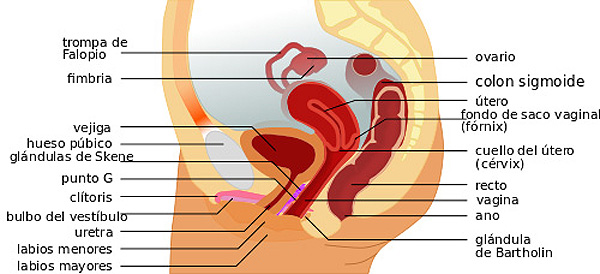 trompa de
Falopio
fimbria
vejiga
hueso púbico
glándulas de Skene
punto G
clítoris
bulbo del vestíbulo
uretra
labios menores
labios mayores
ovario
colon sigmoide
útero
fondo de saco vaginal
(fórnix)
cuello del útero
(cérvix)
recto
vagina
ano
glándula
de Bartholin